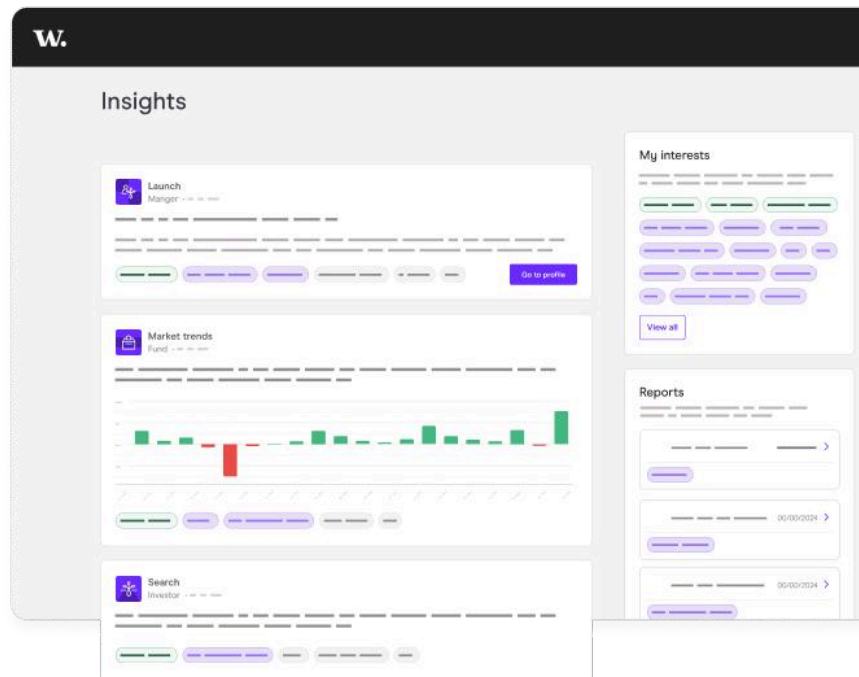 W.
Insights
Launch
Manger
Go to profile
Market trends
Fund
Search
Investor
My interests
View all
Reports
00/00/2024
00/00/2024